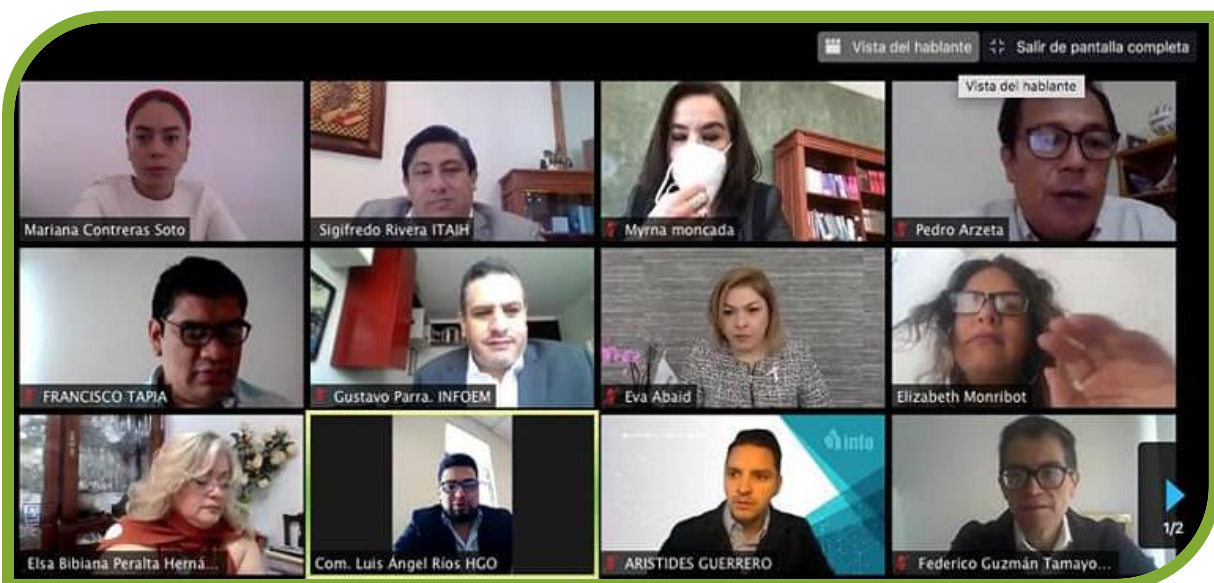 Vista del hablante
Salir de pantalla completa
Vista del hablante
Mariana Contreras Soto
Sigifredo Rivera ITAIH
Myrna moncada
Pedro Arzeta
FRANCISCO TAPIA
Gustavo Parra. INFOEM
Eva Abaid
Elizabeth Monribot
info
Elsa Bibiana Peralta Herná...
Com. Luis Ángel Ríos HGO
ARISTIDES GUERRERO
Federico Guzmán Tamayo...
1/2